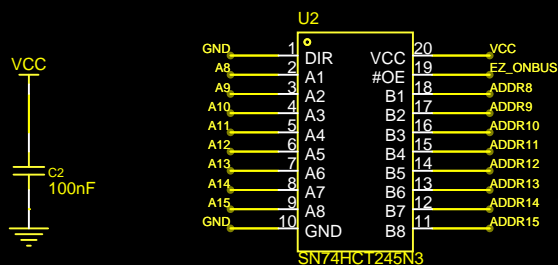 U2
GND 1 DIR VCC 20 VCC
A8 2 A1 #OE 19 EZ_ONBUS
A9 3 A2 B1 18 ADDR8
A10 4 A3 B2 17 ADDR9
A11 5 A4 B3 16 ADDR10
A12 6 A5 B4 15 ADDR11
A13 7 A6 B5 14 ADDR12
A14 8 A7 B6 13 ADDR13
A15 9 A8 B7 12 ADDR14
GND 10 GND B8 11 ADDR15
SN74HCT245N3
VCC
C2
100nF